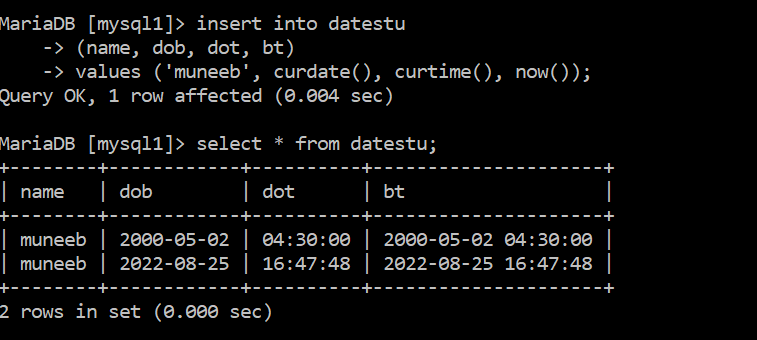 MariaDB [mysql1]> insert into datestu
    -> (name, dob, dot, bt)
    -> values ('muneeb', curdate(), curtime(), now());
Query OK, 1 row affected (0.004 sec)
MariaDB [mysql1]> select * from datestu;
+--------+------------+----------+---------------------+
| name   | dob        | dot      | bt                  |
+--------+------------+----------+---------------------+
| muneeb | 2000-05-02 | 04:30:00 | 2000-05-02 04:30:00 |
| muneeb | 2022-08-25 | 16:47:48 | 2022-08-25 16:47:48 |
+--------+------------+----------+---------------------+
2 rows in set (0.000 sec)